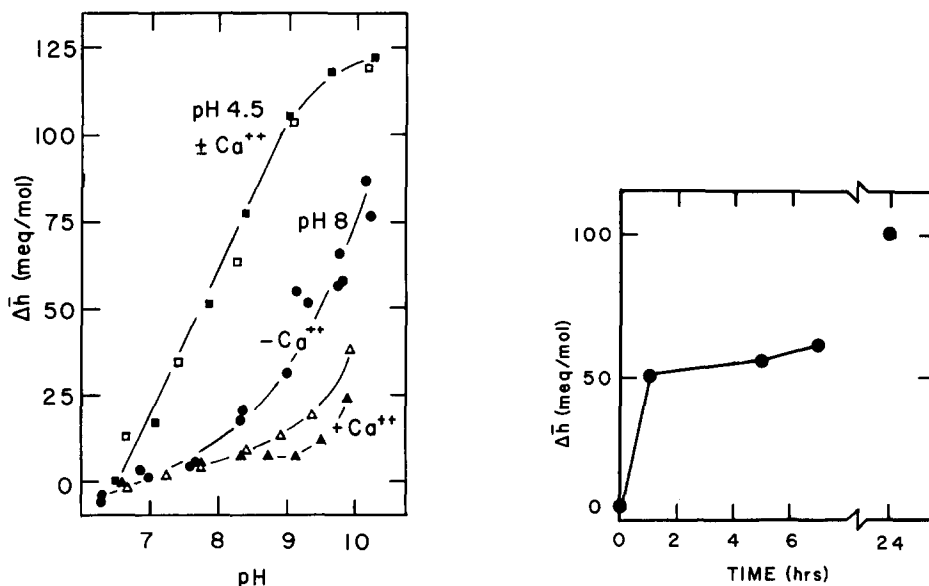 125
100
75
50
25
0
Δh̄ (meq/mol)
pH 4.5
± Ca⁺⁺
pH 8
−Ca⁺⁺
+Ca⁺⁺
7 8 9 10
pH
100
50
0
Δh̄ (meq/mol)
0 2 4 6 24
TIME (hrs)